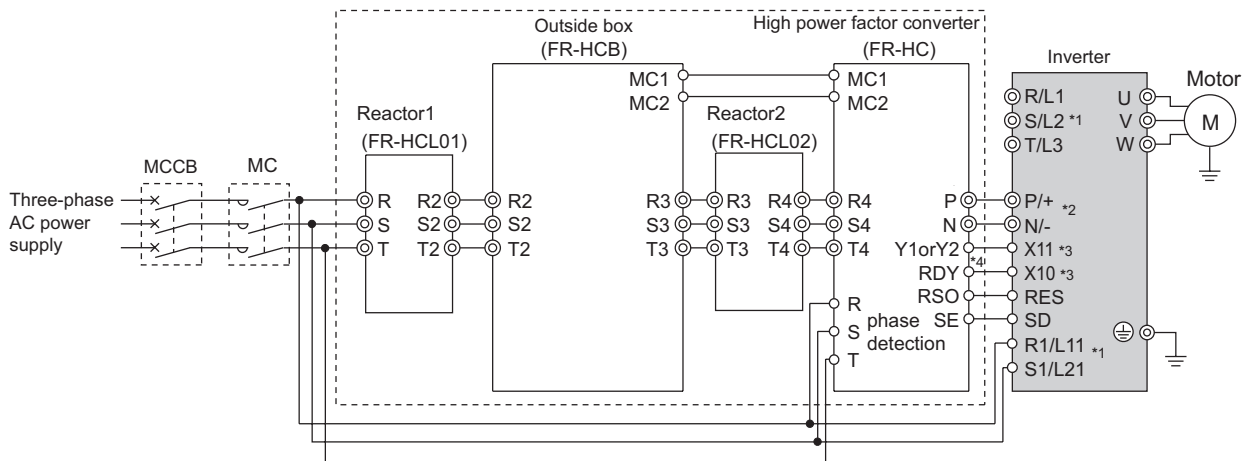 Outside box
(FR-HCB)
High power factor converter
(FR-HC)
Inverter
Motor
MC1
MC2
MC1
MC2
R/L1
S/L2 *1
T/L3
U
V
W
M
Reactor1
(FR-HCL01)
Reactor2
(FR-HCL02)
MCCB
MC
Three-phase
AC power
supply
R
S
T
R2
S2
T2
R2
S2
T2
R3
S3
T3
R3
S3
T3
R4
S4
T4
R4
S4
T4
P
N
Y1orY2
RDY
*4
RSO
SE
P/+
*2
N/-
X11 *3
X10 *3
RES
SD
R1/L11
*1
S1/L21
R
S
T
phase
detection